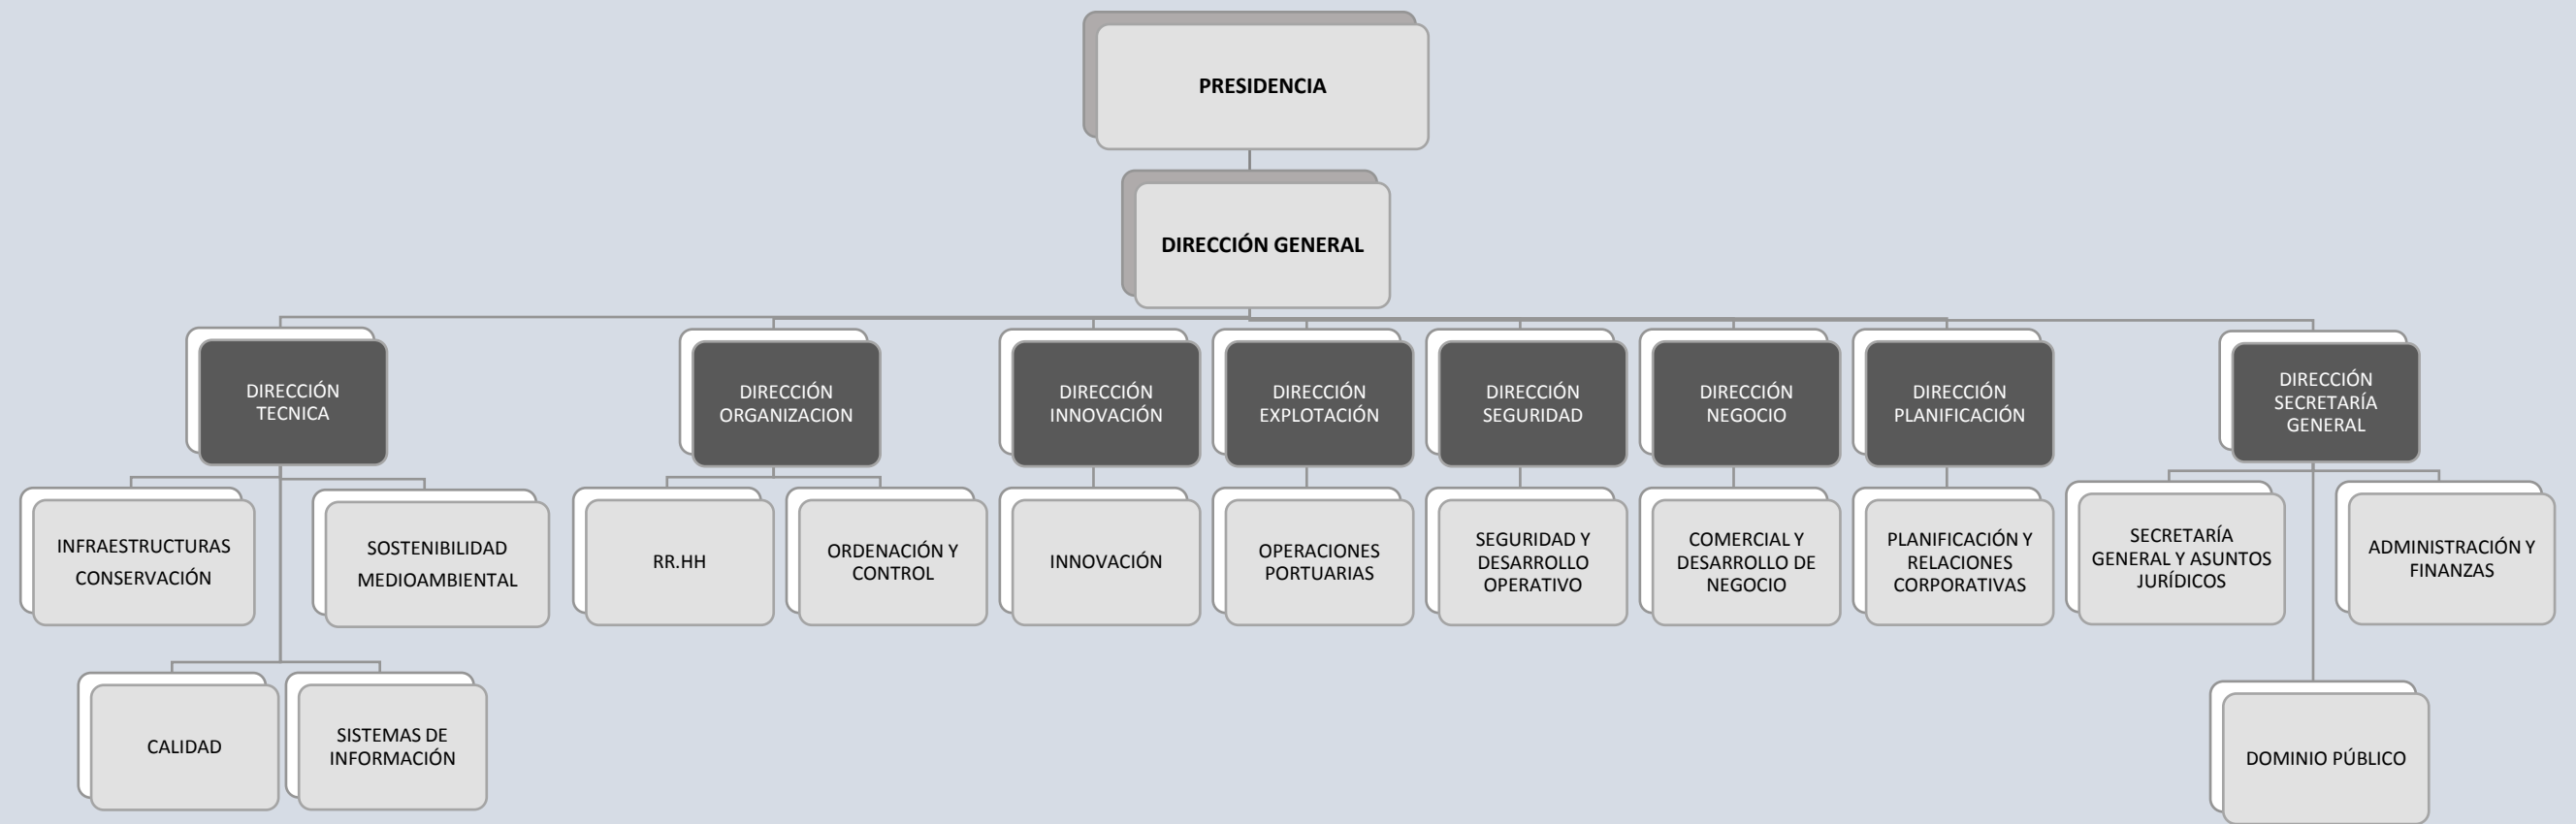 PRESIDENCIA
DIRECCIÓN GENERAL
DIRECCIÓN
TECNICA
DIRECCIÓN
ORGANIZACION
DIRECCIÓN
INNOVACIÓN
DIRECCIÓN
EXPLOTACIÓN
DIRECCIÓN
SEGURIDAD
DIRECCIÓN
NEGOCIO
DIRECCIÓN
PLANIFICACIÓN
DIRECCIÓN
SECRETARÍA
GENERAL
INFRAESTRUCTURAS
CONSERVACIÓN
SOSTENIBILIDAD
MEDIOAMBIENTAL
RR.HH
ORDENACIÓN Y
CONTROL
INNOVACIÓN
OPERACIONES
PORTUARIAS
SEGURIDAD Y
DESARROLLO
OPERATIVO
COMERCIAL Y
DESARROLLO DE
NEGOCIO
PLANIFICACIÓN Y
RELACIONES
CORPORATIVAS
SECRETARÍA
GENERAL Y ASUNTOS
JURÍDICOS
ADMINISTRACIÓN Y
FINANZAS
CALIDAD
SISTEMAS DE
INFORMACIÓN
DOMINIO PÚBLICO